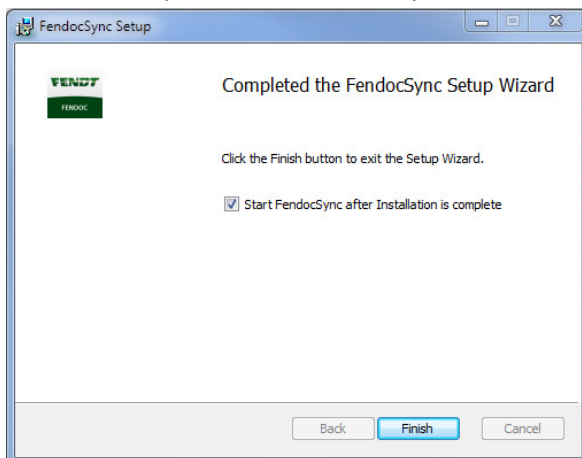 FendocSync Setup
FENDT
FENDOC
Completed the FendocSync Setup Wizard
Click the Finish button to exit the Setup Wizard.
Start FendocSync after Installation is complete
Back Finish Cancel